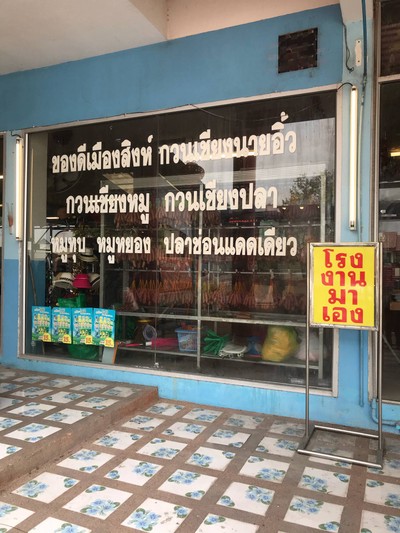 ของดีเมืองสิงห์ กวนเชียงนายอิ้ว
กวนเชียงหมู กวนเชียงปลา
หมูทุบ หมูหยอง ปลาช่อนแดดเดียว
โรง
งาน
มา
เอง